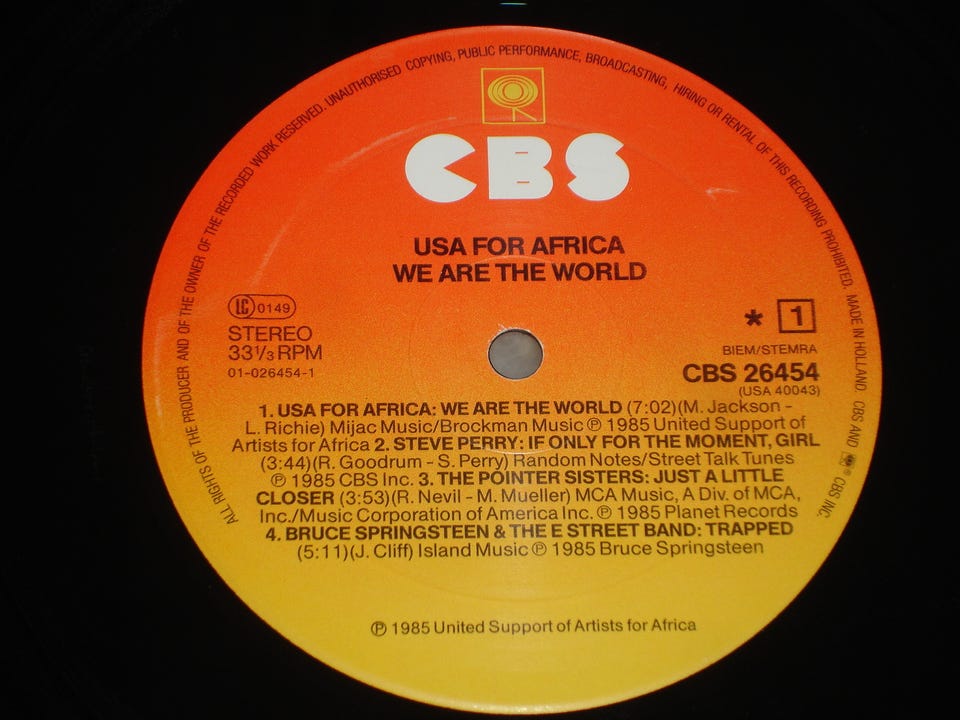 ALL RIGHTS OF THE PRODUCER AND OF THE OWNER OF THE RECORDED WORK RESERVED. UNAUTHORISED COPYING, PUBLIC PERFORMANCE, BROADCASTING, HIRING OR RENTAL OF THIS RECORDING PROHIBITED. MADE IN HOLLAND. CBS AND ® CBS INC.
CBS
USA FOR AFRICA
WE ARE THE WORLD
LC 0149
STEREO
33 1/3 RPM
01-026454-1
* 1
BIEM/STEMRA
CBS 26454
(USA 40043)
1. USA FOR AFRICA: WE ARE THE WORLD (7:02)(M. Jackson -
L. Richie) Mijac Music/Brockman Music ℗ 1985 United Support of
Artists for Africa 2. STEVE PERRY: IF ONLY FOR THE MOMENT, GIRL
(3:44)(R. Goodrum - S. Perry) Random Notes/Street Talk Tunes
℗ 1985 CBS Inc. 3. THE POINTER SISTERS: JUST A LITTLE
CLOSER (3:53)(R. Nevil - M. Mueller) MCA Music, A Div. of MCA,
Inc./Music Corporation of America Inc. ℗ 1985 Planet Records
4. BRUCE SPRINGSTEEN & THE E STREET BAND: TRAPPED
(5:11)(J. Cliff) Island Music ℗ 1985 Bruce Springsteen
℗ 1985 United Support of Artists for Africa